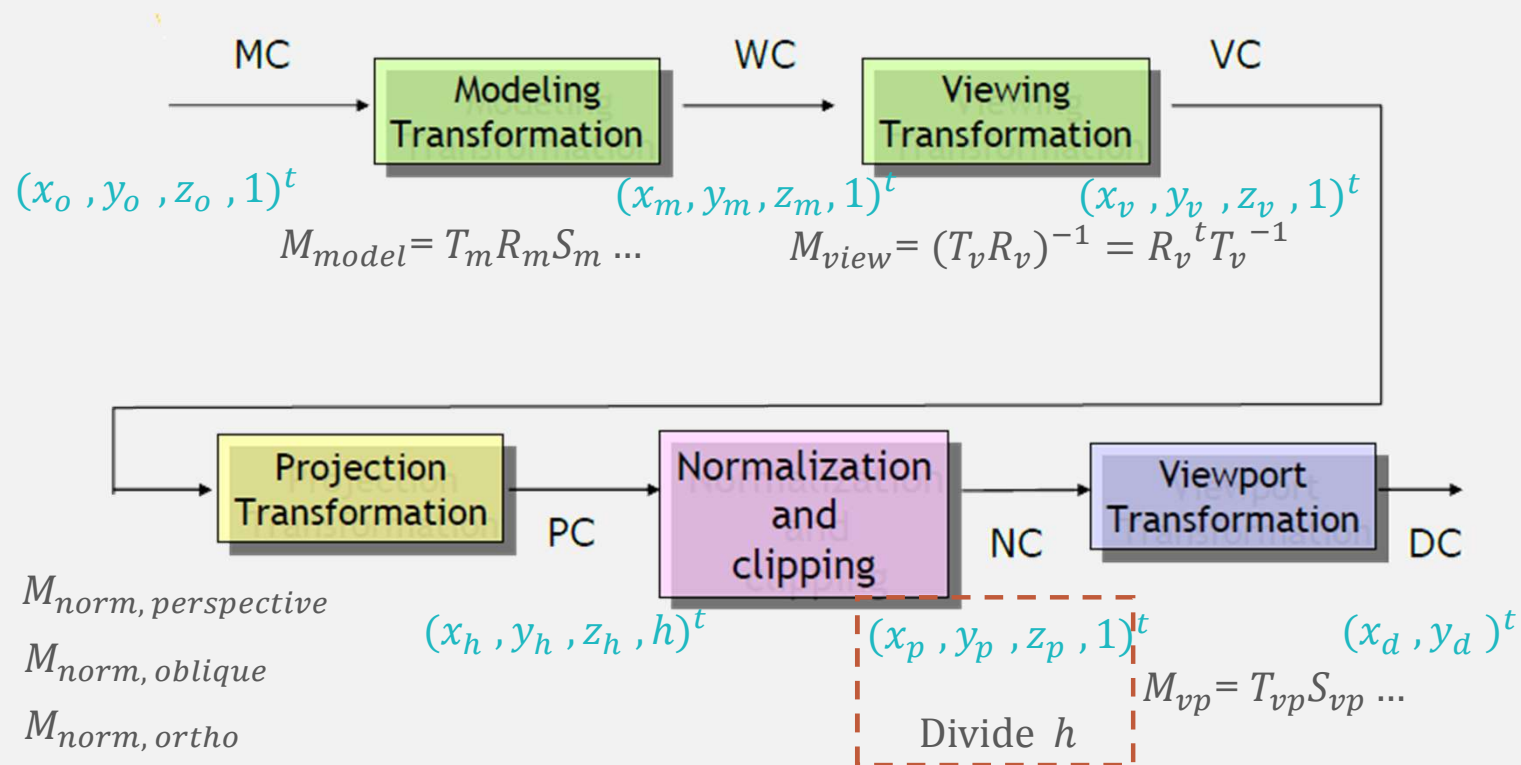 MC
Modeling
Transformation
WC
Viewing
Transformation
VC
(x_o , y_o , z_o , 1)^t
(x_m, y_m, z_m, 1)^t
(x_v , y_v , z_v , 1)^t
M_model= T_m R_m S_m ...
M_view= (T_v R_v)^−1 = R_v^t T_v^−1
Projection
Transformation
PC
Normalization
and
clipping
NC
Viewport
Transformation
DC
M_norm, perspective
M_norm, oblique
M_norm, ortho
(x_h , y_h , z_h , h)^t
(x_p , y_p , z_p , 1)^t
Divide h
(x_d , y_d )^t
M_vp= T_vp S_vp ...